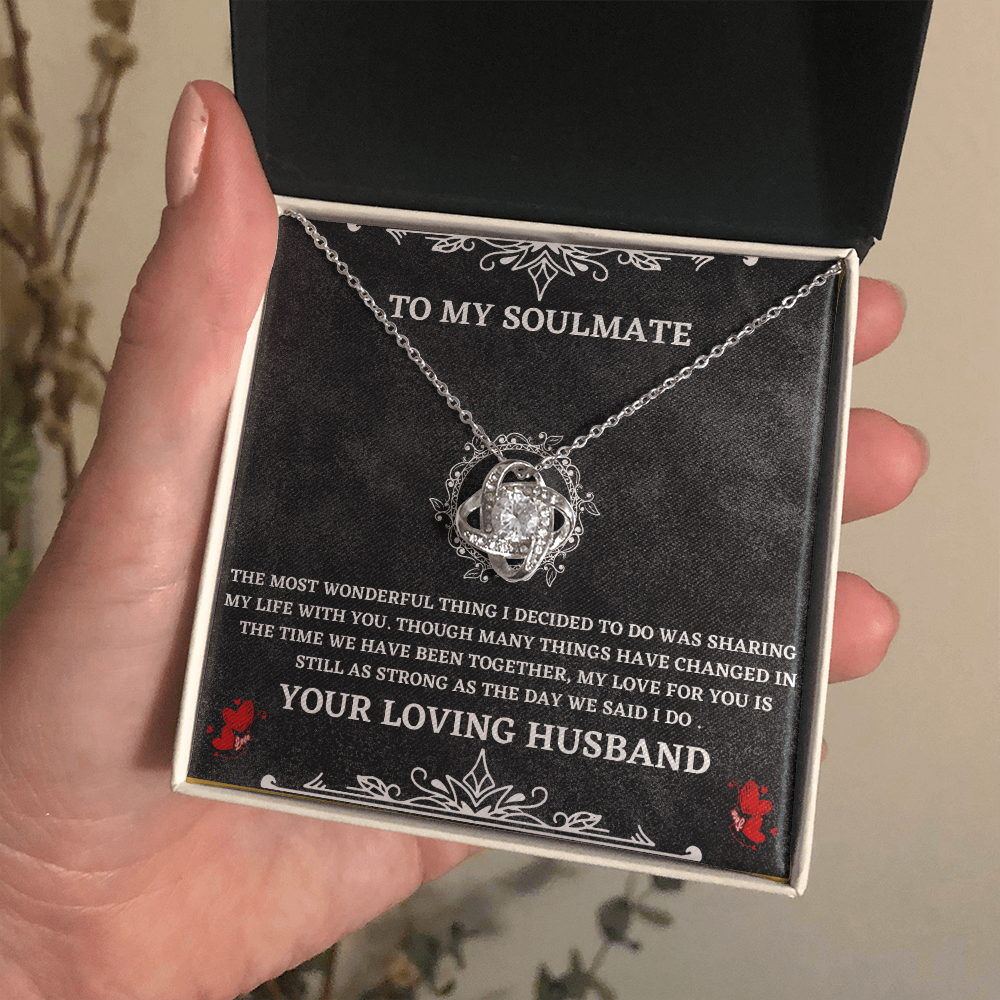 TO MY SOULMATE
THE MOST WONDERFUL THING I DECIDED TO DO WAS SHARING
MY LIFE WITH YOU. THOUGH MANY THINGS HAVE CHANGED IN
THE TIME WE HAVE BEEN TOGETHER, MY LOVE FOR YOU IS
STILL AS STRONG AS THE DAY WE SAID I DO .
YOUR LOVING HUSBAND
Love